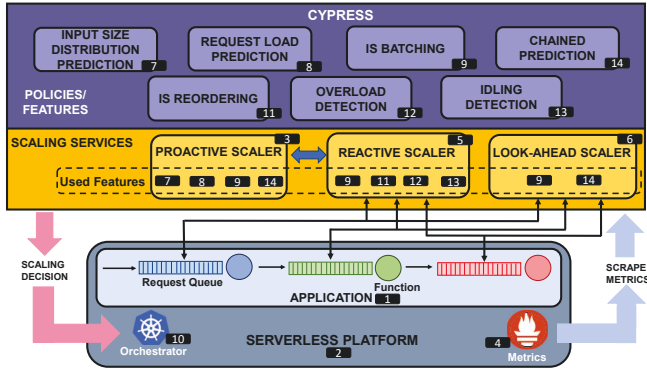 CYPRESS
INPUT SIZE
DISTRIBUTION
PREDICTION
7
REQUEST LOAD
PREDICTION
8
IS BATCHING
9
CHAINED
PREDICTION
14
POLICIES/
FEATURES
IS REORDERING
11
OVERLOAD
DETECTION
12
IDLING
DETECTION
13
SCALING SERVICES
PROACTIVE SCALER
3
REACTIVE SCALER
5
LOOK-AHEAD SCALER
6
Used Features
7 8 9 14
9 11 12 13
9 14
SCALING
DECISION
Request Queue
Function
APPLICATION
1
SCRAPE
METRICS
Orchestrator
10
SERVERLESS PLATFORM
2
4
Metrics